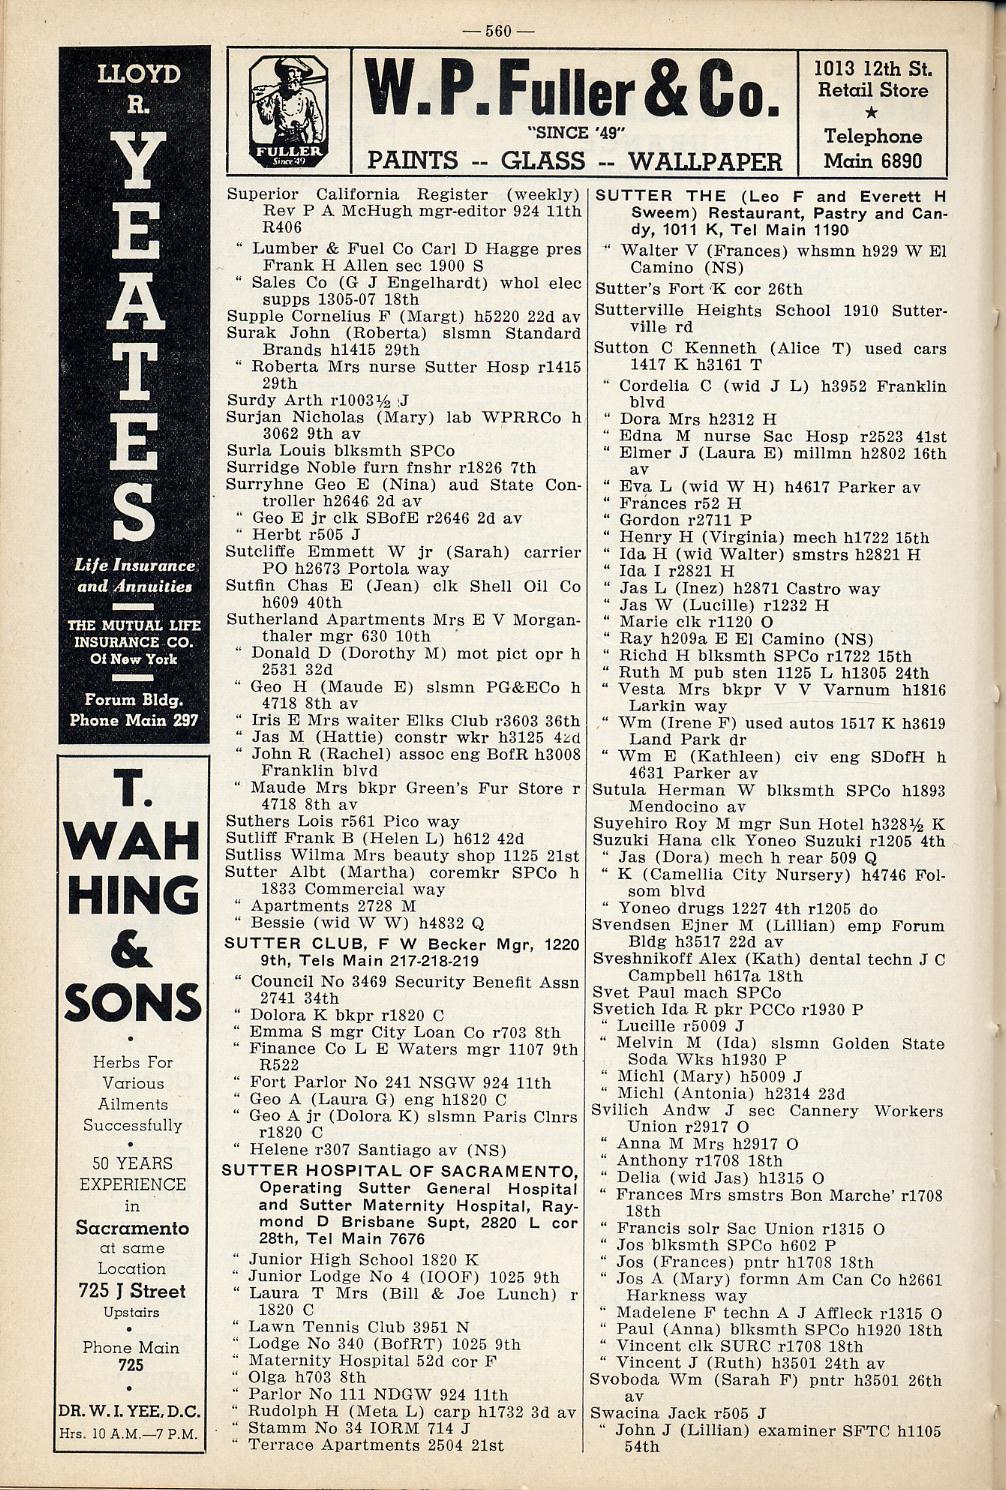 — 560 —
LLOYD
R.
YEATES
Life Insurance
and Annuities
THE MUTUAL LIFE
INSURANCE CO.
Of New York
Forum Bldg.
Phone Main 297
T.
WAH
HING
&
SONS
•
Herbs For
Various
Ailments
Successfully
•
50 YEARS
EXPERIENCE
in
Sacramento
at same
Location
725 J Street
Upstairs
•
Phone Main
725
•
DR. W. I. YEE, D.C.
Hrs. 10 A.M.—7 P.M.
FULLER
Since '49
W. P. Fuller & Co.
"SINCE '49"
PAINTS -- GLASS -- WALLPAPER
1013 12th St.
Retail Store
★
Telephone
Main 6890
Superior California Register (weekly)
Rev P A McHugh mgr-editor 924 11th
R406
" Lumber & Fuel Co Carl D Hagge pres
Frank H Allen sec 1900 S
" Sales Co (G J Engelhardt) whol elec
supps 1305-07 18th
Supple Cornelius F (Margt) h5220 22d av
Surak John (Roberta) slsmn Standard
Brands h1415 29th
" Roberta Mrs nurse Sutter Hosp r1415
29th
Surdy Arth r1003½ J
Surjan Nicholas (Mary) lab WPRRCo h
3062 9th av
Surla Louis blksmth SPCo
Surridge Noble furn fnshr r1826 7th
Surryhne Geo E (Nina) aud State Con-
troller h2646 2d av
" Geo E jr clk SBofE r2646 2d av
" Herbt r505 J
Sutcliffe Emmett W jr (Sarah) carrier
PO h2673 Portola way
Sutfin Chas E (Jean) clk Shell Oil Co
h609 40th
Sutherland Apartments Mrs E V Morgan-
thaler mgr 630 10th
" Donald D (Dorothy M) mot pict opr h
2531 32d
" Geo H (Maude E) slsmn PG&ECo h
4718 8th av
" Iris E Mrs waiter Elks Club r3603 36th
" Jas M (Hattie) constr wkr h3125 42d
" John R (Rachel) assoc eng BofR h3008
Franklin blvd
" Maude Mrs bkpr Green's Fur Store r
4718 8th av
Suthers Lois r561 Pico way
Sutliff Frank B (Helen L) h612 42d
Sutliss Wilma Mrs beauty shop 1125 21st
Sutter Albt (Martha) coremkr SPCo h
1833 Commercial way
" Apartments 2728 M
" Bessie (wid W W) h4832 Q
SUTTER CLUB, F W Becker Mgr, 1220
9th, Tels Main 217-218-219
" Council No 3469 Security Benefit Assn
2741 34th
" Dolora K bkpr r1820 C
" Emma S mgr City Loan Co r703 8th
" Finance Co L E Waters mgr 1107 9th
R522
" Fort Parlor No 241 NSGW 924 11th
" Geo A (Laura G) eng h1820 C
" Geo A jr (Dolora K) slsmn Paris Clnrs
r1820 C
" Helene r307 Santiago av (NS)
SUTTER HOSPITAL OF SACRAMENTO,
Operating Sutter General Hospital
and Sutter Maternity Hospital, Ray-
mond D Brisbane Supt, 2820 L cor
28th, Tel Main 7676
" Junior High School 1820 K
" Junior Lodge No 4 (IOOF) 1025 9th
" Laura T Mrs (Bill & Joe Lunch) r
1820 C
" Lawn Tennis Club 3951 N
" Lodge No 340 (BofRT) 1025 9th
" Maternity Hospital 52d cor F
" Olga h703 8th
" Parlor No 111 NDGW 924 11th
" Rudolph H (Meta L) carp h1732 3d av
" Stamm No 34 IORM 714 J
" Terrace Apartments 2504 21st
SUTTER THE (Leo F and Everett H
Sweem) Restaurant, Pastry and Can-
dy, 1011 K, Tel Main 1190
" Walter V (Frances) whsmn h929 W El
Camino (NS)
Sutter's Fort K cor 26th
Sutterville Heights School 1910 Sutter-
ville rd
Sutton C Kenneth (Alice T) used cars
1417 K h3161 T
" Cordelia C (wid J L) h3952 Franklin
blvd
" Dora Mrs h2312 H
" Edna M nurse Sac Hosp r2523 41st
" Elmer J (Laura E) millmn h2802 16th
av
" Eva L (wid W H) h4617 Parker av
" Frances r52 H
" Gordon r2711 P
" Henry H (Virginia) mech h1722 15th
" Ida H (wid Walter) smstrs h2821 H
" Ida I r2821 H
" Jas L (Inez) h2871 Castro way
" Jas W (Lucille) r1232 H
" Marie clk r1120 O
" Ray h209a E El Camino (NS)
" Richd H blksmth SPCo r1722 15th
" Ruth M pub sten 1125 L h1305 24th
" Vesta Mrs bkpr V V Varnum h1816
Larkin way
" Wm (Irene F) used autos 1517 K h3619
Land Park dr
" Wm E (Kathleen) civ eng SDofH h
4631 Parker av
Sutula Herman W blksmth SPCo h1893
Mendocino av
Suyehiro Roy M mgr Sun Hotel h328½ K
Suzuki Hana clk Yoneo Suzuki r1205 4th
" Jas (Dora) mech h rear 509 Q
" K (Camellia City Nursery) h4746 Fol-
som blvd
" Yoneo drugs 1227 4th r1205 do
Svendsen Ejner M (Lillian) emp Forum
Bldg h3517 22d av
Sveshnikoff Alex (Kath) dental techn J C
Campbell h617a 18th
Svet Paul mach SPCo
Svetich Ida R pkr PCCo r1930 P
" Lucille r5009 J
" Melvin M (Ida) slsmn Golden State
Soda Wks h1930 P
" Michl (Mary) h5009 J
" Michl (Antonia) h2314 23d
Svilich Andw J sec Cannery Workers
Union r2917 O
" Anna M Mrs h2917 O
" Anthony r1708 18th
" Delia (wid Jas) h1315 O
" Frances Mrs smstrs Bon Marche' r1708
18th
" Francis solr Sac Union r1315 O
" Jos blksmth SPCo h602 P
" Jos (Frances) pntr h1708 18th
" Jos A (Mary) formn Am Can Co h2661
Harkness way
" Madelene F techn A J Affleck r1315 O
" Paul (Anna) blksmth SPCo h1920 18th
" Vincent clk SURC r1708 18th
" Vincent J (Ruth) h3501 24th av
Svoboda Wm (Sarah F) pntr h3501 26th
av
Swacina Jack r505 J
" John J (Lillian) examiner SFTC h1105
54th